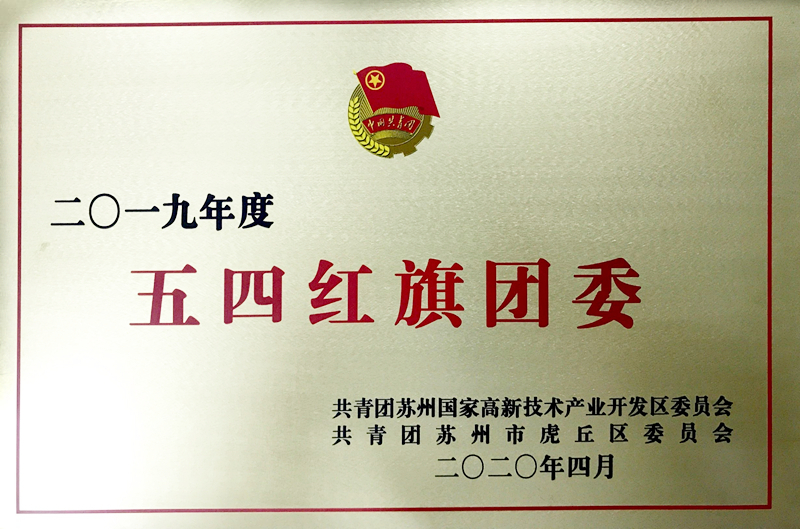 中国共青团
二〇一九年度
五四红旗团委
共青团苏州国家高新技术产业开发区委员会
共青团苏州市虎丘区委员会
二〇二〇年四月